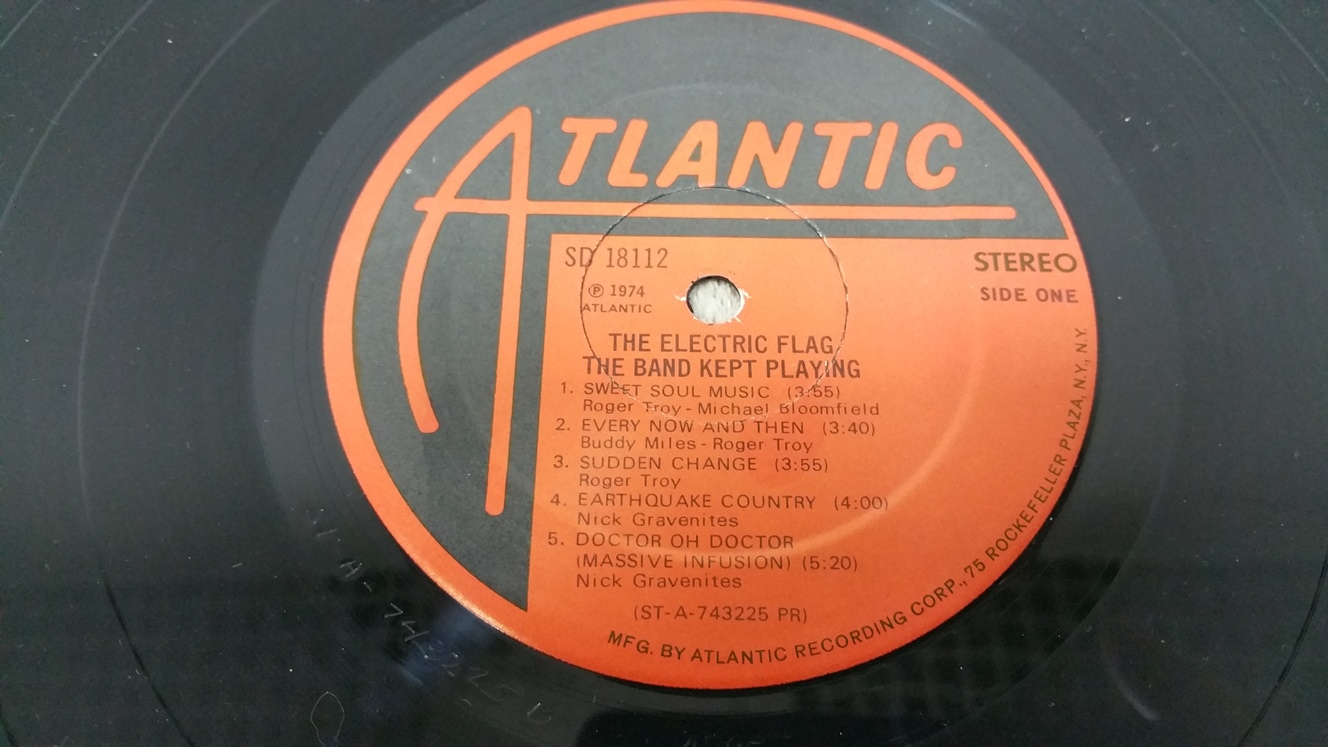 ATLANTIC
SD 18112
STEREO
Ⓟ 1974
SIDE ONE
ATLANTIC
THE ELECTRIC FLAG
THE BAND KEPT PLAYING
1. SWEET SOUL MUSIC (3:55)
Roger Troy - Michael Bloomfield
2. EVERY NOW AND THEN (3:40)
Buddy Miles - Roger Troy
3. SUDDEN CHANGE (3:55)
Roger Troy
4. EARTHQUAKE COUNTRY (4:00)
Nick Gravenites
5. DOCTOR OH DOCTOR
(MASSIVE INFUSION) (5:20)
Nick Gravenites
(ST-A-743225 PR)
MFG. BY ATLANTIC RECORDING CORP., 75 ROCKEFELLER PLAZA, N.Y., N.Y.